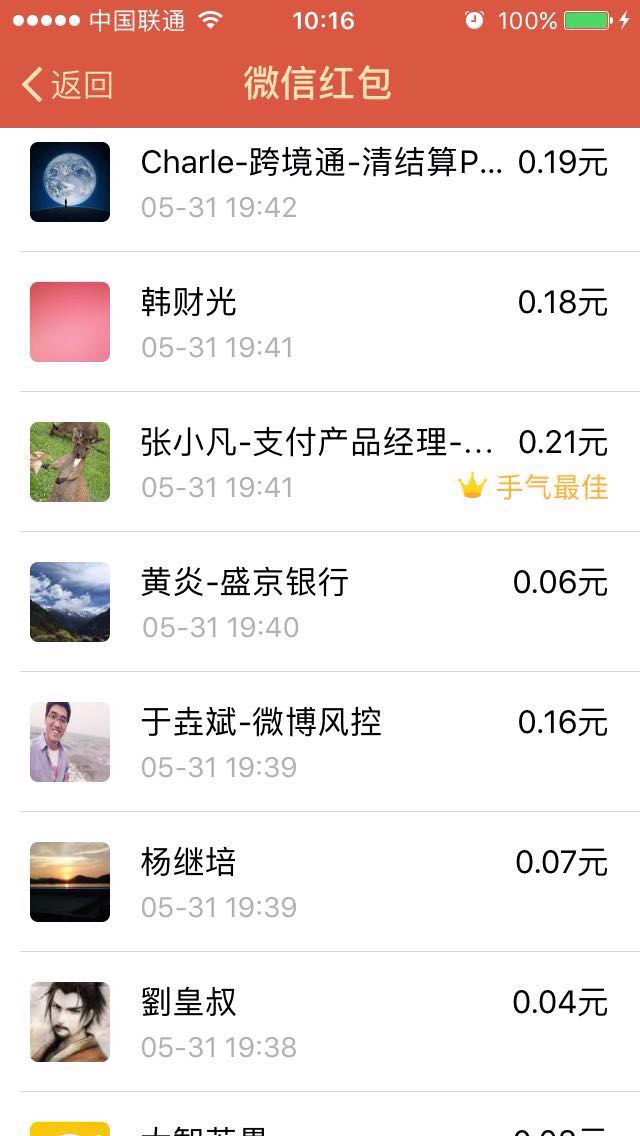 中国联通 10:16 100%
返回 微信红包
Charle-跨境通-清结算P... 0.19元
05-31 19:42
韩财光 0.18元
05-31 19:41
张小凡-支付产品经理-... 0.21元
05-31 19:41 手气最佳
黄炎-盛京银行 0.06元
05-31 19:40
于垚斌-微博风控 0.16元
05-31 19:39
杨继培 0.07元
05-31 19:39
劉皇叔 0.04元
05-31 19:38